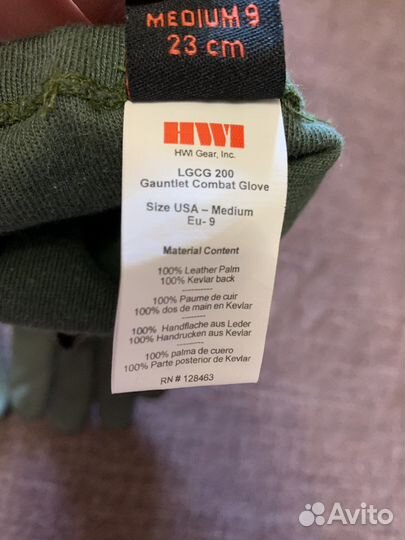 MEDIUM 9
23 cm
HWI
HWI Gear, Inc.
LGCG 200
Gauntlet Combat Glove
Size USA – Medium
Eu- 9
Material Content
100% Leather Palm
100% Kevlar back
----------
100% Paume de cuir
100% dos de main en Kevlar
----------
100% Handflache aus Leder
100% Handrucken aus Kevlar
----------
100% palma de cuero
100% Parte posterior de Kevlar
RN # 128463
Avito